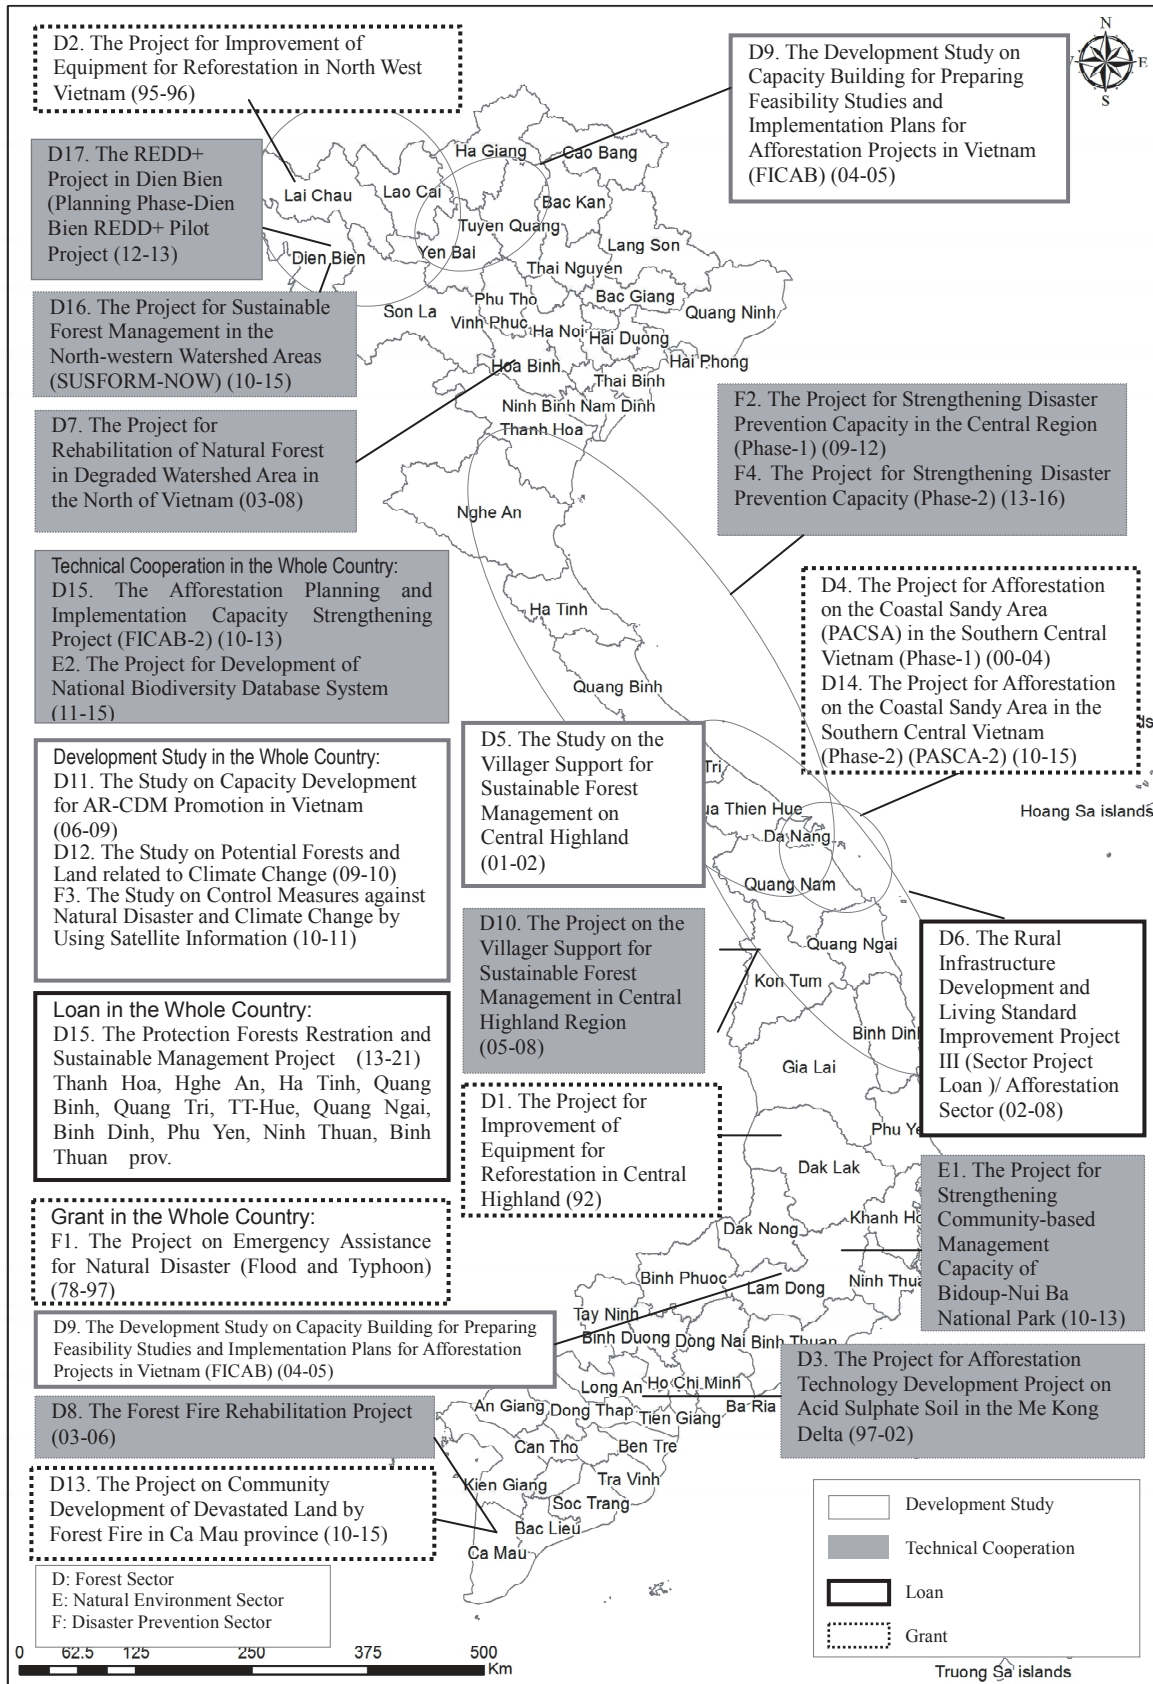 D2. The Project for Improvement of
Equipment for Reforestation in North West
Vietnam (95-96)
D9. The Development Study on
Capacity Building for Preparing
Feasibility Studies and
Implementation Plans for
Afforestation Projects in Vietnam
(FICAB) (04-05)
N
E
S
D17. The REDD+
Project in Dien Bien
(Planning Phase-Dien
Bien REDD+ Pilot
Project (12-13)
D16. The Project for Sustainable
Forest Management in the
North-western Watershed Areas
(SUSFORM-NOW) (10-15)
D7. The Project for
Rehabilitation of Natural Forest
in Degraded Watershed Area in
the North of Vietnam (03-08)
Ha Giang
Cao Bang
Lai Chau
Lao Cai
Bac Kan
Tuyen Quang
Lang Son
Dien Bien
Yen Bai
Thai Nguyen
Phu Tho
Bac Giang
Son La
Quang Ninh
Vinh Phuc
Ha Noi
Hai Duong
Hoa Binh
Hai Phong
Thai Binh
Ninh Binh
Nam Dinh
Thanh Hoa
Nghe An
Ha Tinh
Quang Binh
F2. The Project for Strengthening Disaster
Prevention Capacity in the Central Region
(Phase-1) (09-12)
F4. The Project for Strengthening Disaster
Prevention Capacity (Phase-2) (13-16)
Technical Cooperation in the Whole Country:
D15. The Afforestation Planning and
Implementation Capacity Strengthening
Project (FICAB-2) (10-13)
E2. The Project for Development of
National Biodiversity Database System
(11-15)
D4. The Project for Afforestation
on the Coastal Sandy Area
(PACSA) in the Southern Central
Vietnam (Phase-1) (00-04)
D14. The Project for Afforestation
on the Coastal Sandy Area in the
Southern Central Vietnam
(Phase-2) (PASCA-2) (10-15)
ds
Hoang Sa islands
Development Study in the Whole Country:
D11. The Study on Capacity Development
for AR-CDM Promotion in Vietnam
(06-09)
D12. The Study on Potential Forests and
Land related to Climate Change (09-10)
F3. The Study on Control Measures against
Natural Disaster and Climate Change by
Using Satellite Information (10-11)
D5. The Study on the
Villager Support for
Sustainable Forest
Management on
Central Highland
(01-02)
Tri
ua Thien Hue
Da Nang
Quang Nam
Quang Ngai
Kon Tum
Binh Dinh
Gia Lai
Phu Ye
Dak Lak
Khanh Ho
Dak Nong
Binh Phuoc
Lam Dong
Ninh Thua
Tay Ninh
Binh Duong
Dong Nai
Binh Thuan
Long An
Ho Chi Minh
An Giang
Dong Thap
Tien Giang
Ba Ria
Can Tho
Ben Tre
Kien Giang
Tra Vinh
Soc Trang
Bac Lieu
Ca Mau
D10. The Project on the
Villager Support for
Sustainable Forest
Management in Central
Highland Region
(05-08)
D6. The Rural
Infrastructure
Development and
Living Standard
Improvement Project
III (Sector Project
Loan )/ Afforestation
Sector (02-08)
Loan in the Whole Country:
D15. The Protection Forests Restration and
Sustainable Management Project (13-21)
Thanh Hoa, Hghe An, Ha Tinh, Quang
Binh, Quang Tri, TT-Hue, Quang Ngai,
Binh Dinh, Phu Yen, Ninh Thuan, Binh
Thuan prov.
D1. The Project for
Improvement of
Equipment for
Reforestation in Central
Highland (92)
E1. The Project for
Strengthening
Community-based
Management
Capacity of
Bidoup-Nui Ba
National Park (10-13)
Grant in the Whole Country:
F1. The Project on Emergency Assistance
for Natural Disaster (Flood and Typhoon)
(78-97)
D9. The Development Study on Capacity Building for Preparing
Feasibility Studies and Implementation Plans for Afforestation
Projects in Vietnam (FICAB) (04-05)
D3. The Project for Afforestation
Technology Development Project on
Acid Sulphate Soil in the Me Kong
Delta (97-02)
D8. The Forest Fire Rehabilitation Project
(03-06)
D13. The Project on Community
Development of Devastated Land by
Forest Fire in Ca Mau province (10-15)
D: Forest Sector
E: Natural Environment Sector
F: Disaster Prevention Sector
Development Study
Technical Cooperation
Loan
Grant
0 62.5 125 250 375 500
Km
Truong Sa islands